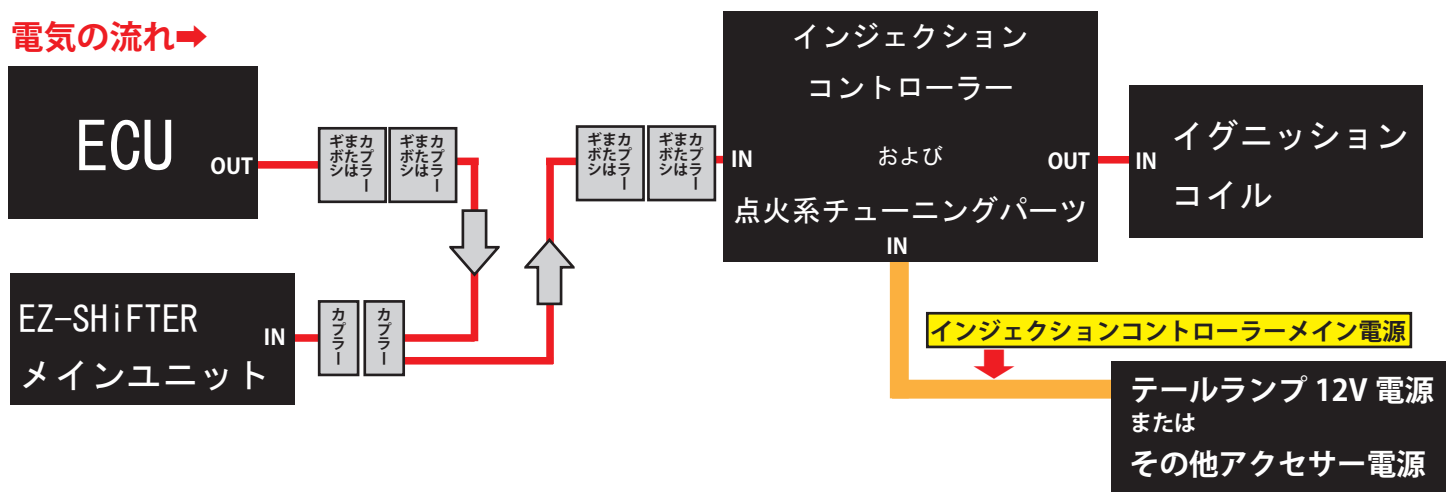 電気の流れ➡
ECU
OUT
カプラー
または
ギボシ
カプラー
または
ギボシ
カプラー
または
ギボシ
カプラー
または
ギボシ
IN
インジェクション
コントローラー
および
点火系チューニングパーツ
OUT
IN
IN
イグニッション
コイル
EZ-SHiFTER
メインユニット
IN
カプラー
カプラー
インジェクションコントローラーメイン電源
テールランプ 12V 電源
または
その他アクセサー電源